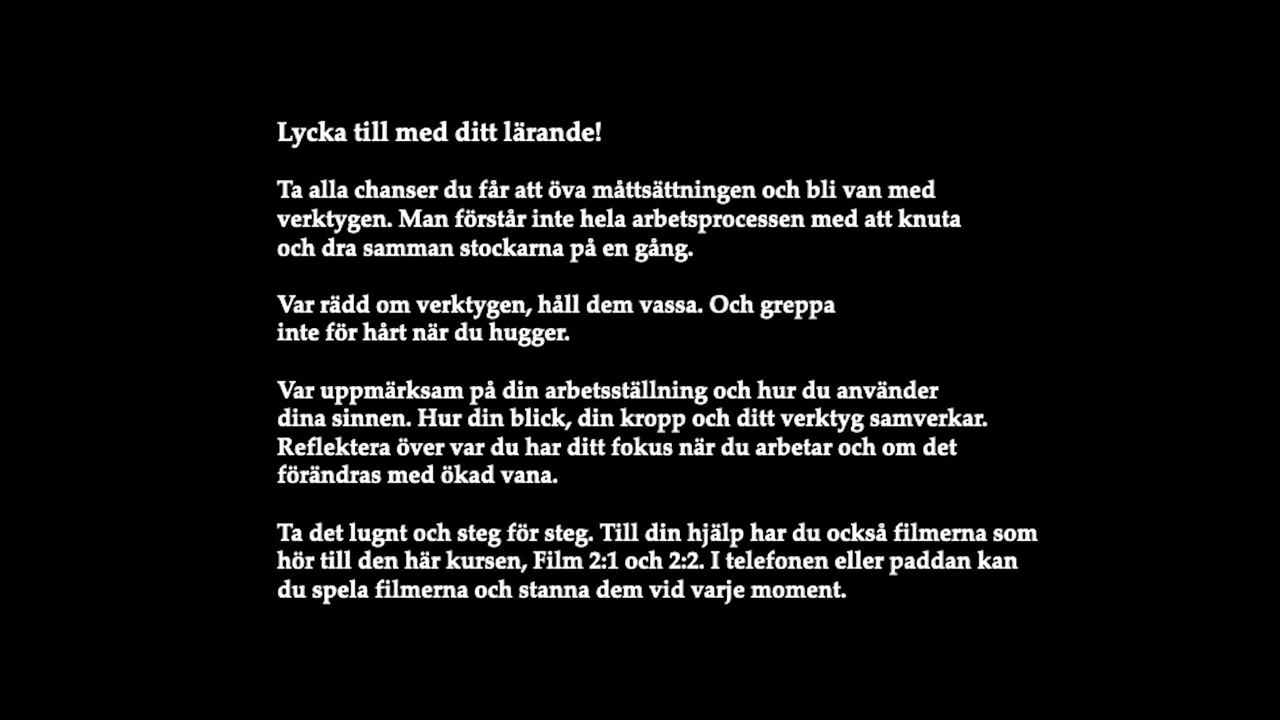 Lycka till med ditt lärande!
Ta alla chanser du får att öva måttsättningen och bli van med
verktygen. Man förstår inte hela arbetsprocessen med att knuta
och dra samman stockarna på en gång.
Var rädd om verktygen, håll dem vassa. Och greppa
inte för hårt när du hugger.
Var uppmärksam på din arbetsställning och hur du använder
dina sinnen. Hur din blick, din kropp och ditt verktyg samverkar.
Reflektera över var du har ditt fokus när du arbetar och om det
förändras med ökad vana.
Ta det lugnt och steg för steg. Till din hjälp har du också filmerna som
hör till den här kursen, Film 2:1 och 2:2. I telefonen eller paddan kan
du spela filmerna och stanna dem vid varje moment.